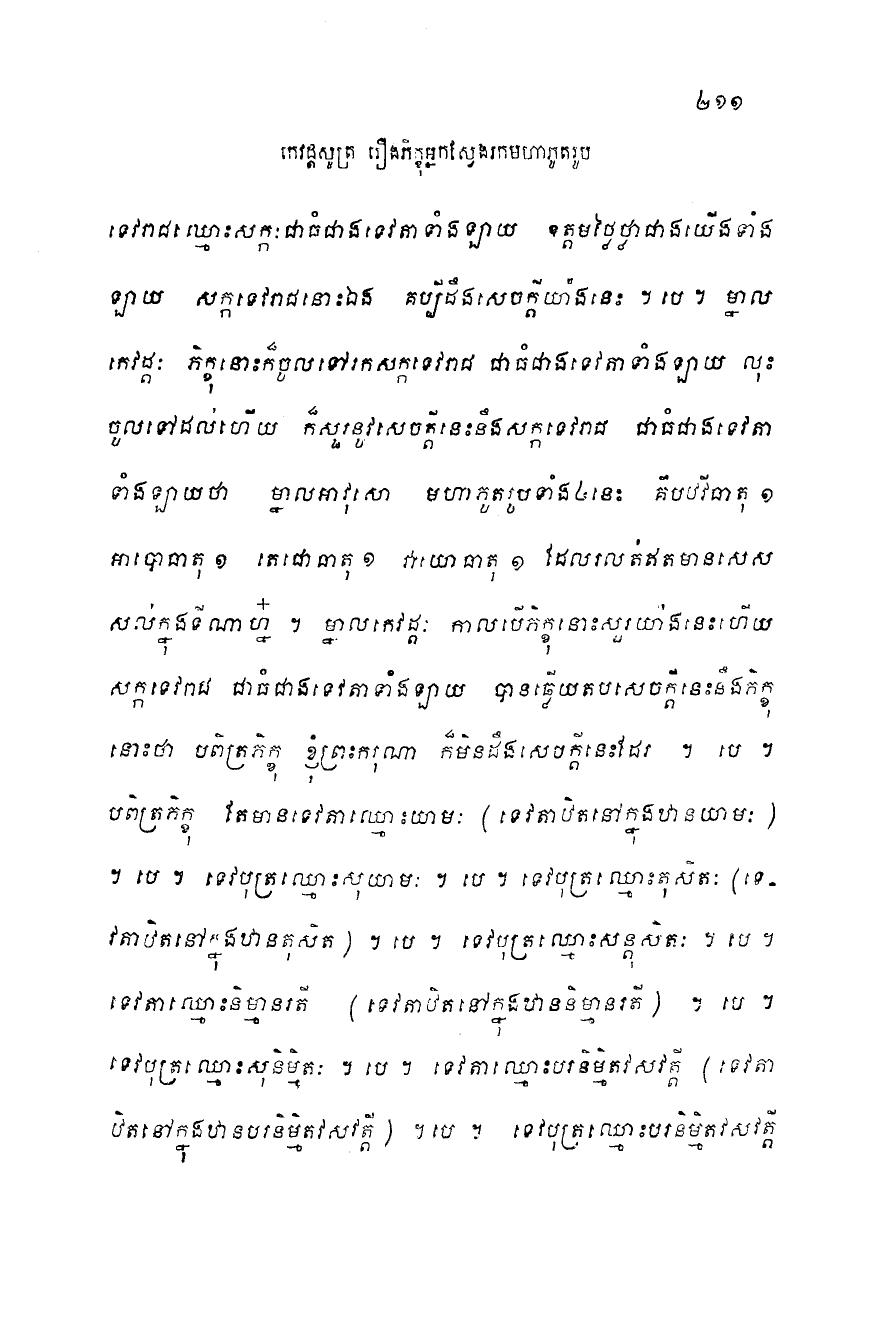 ២១១
កេវដ្ដសូត្រ រឿងភិក្ខុអ្នកស្វែងរកមហាភូតរូប
ទេវរាជឈ្មោះសក្កៈជាធំជាងទេវតាទាំងឡាយ ឧត្តមថ្លៃថ្លាជាងយើងទាំង
ឡាយ សក្កទេវរាជនោះឯង គប្បីដឹងសេចក្តីយ៉ាងនេះ ។ បេ ។ ម្នាល
កេវដ្ដៈ ភិក្ខុនោះក៏ចូលទៅរកសក្កទេវរាជ ជាធំជាងទេវតាទាំងឡាយ លុះ
ចូលទៅដល់ហើយ ក៏សួរនូវសេចក្តីនេះនឹងសក្កទេវរាជ ជាធំជាងទេវតា
ទាំងឡាយថា ម្នាលអាវុសោ មហាភូតរូបទាំង៤នេះ គឺបឋវីធាតុ ១
អាបោធាតុ ១ តេជោធាតុ ១ វាយោធាតុ ១ ដែលរលត់ឥតមានសេស
សល់ក្នុងទីណាហ្ន៎ ។ ម្នាលកេវដ្ដៈ កាលបើភិក្ខុនោះសួរយ៉ាងនេះហើយ
សក្កទេវរាជ ជាធំជាងទេវតាទាំងឡាយ បានឆ្លើយតបសេចក្តីនេះនឹងភិក្ខុ
នោះថា បពិត្រភិក្ខុ ខ្ញុំព្រះករុណា ក៏មិនដឹងសេចក្តីនេះដែរ ។ បេ ។
បពិត្រភិក្ខុ តែមានទេវតាឈ្មោះយាមៈ (ទេវតាឋិតនៅក្នុងឋានយាមៈ)
។ បេ ។ ទេវបុត្រឈ្មោះសុយាមៈ ។ បេ ។ ទេវបុត្រឈ្មោះតុសិតៈ (ទេ-
វតាឋិតនៅក្នុងឋានតុសិត) ។ បេ ។ ទេវបុត្រឈ្មោះសន្តុសិតៈ ។ បេ ។
ទេវតាឈ្មោះនិម្មានរតី (ទេវតាឋិតនៅក្នុងឋាននិម្មានរតី) ។ បេ ។
ទេវបុត្រឈ្មោះសុនិម្មិតៈ ។ បេ ។ ទេវតាឈ្មោះបរនិម្មិតវសវត្តី (ទេវតា
ឋិតនៅក្នុងឋានបរនិម្មិតវសវត្តី) ។ បេ ។ ទេវបុត្រឈ្មោះបរនិម្មិតវសវត្តី